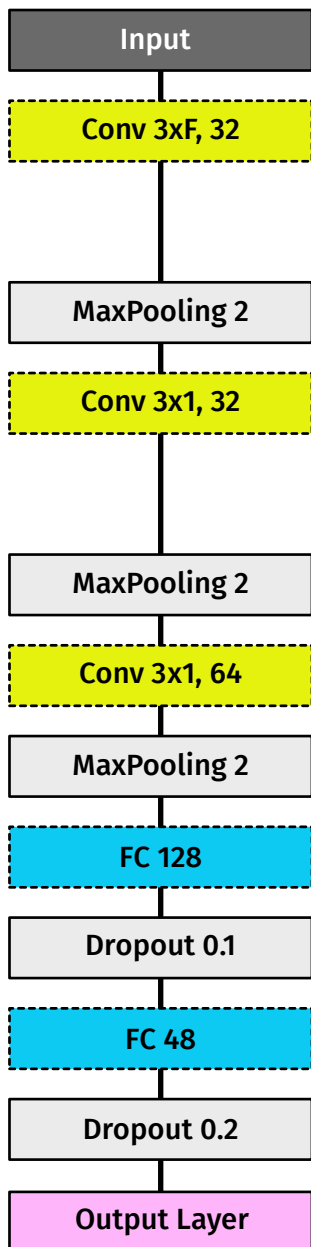 Input
Conv 3xF, 32
MaxPooling 2
Conv 3x1, 32
MaxPooling 2
Conv 3x1, 64
MaxPooling 2
FC 128
Dropout 0.1
FC 48
Dropout 0.2
Output Layer